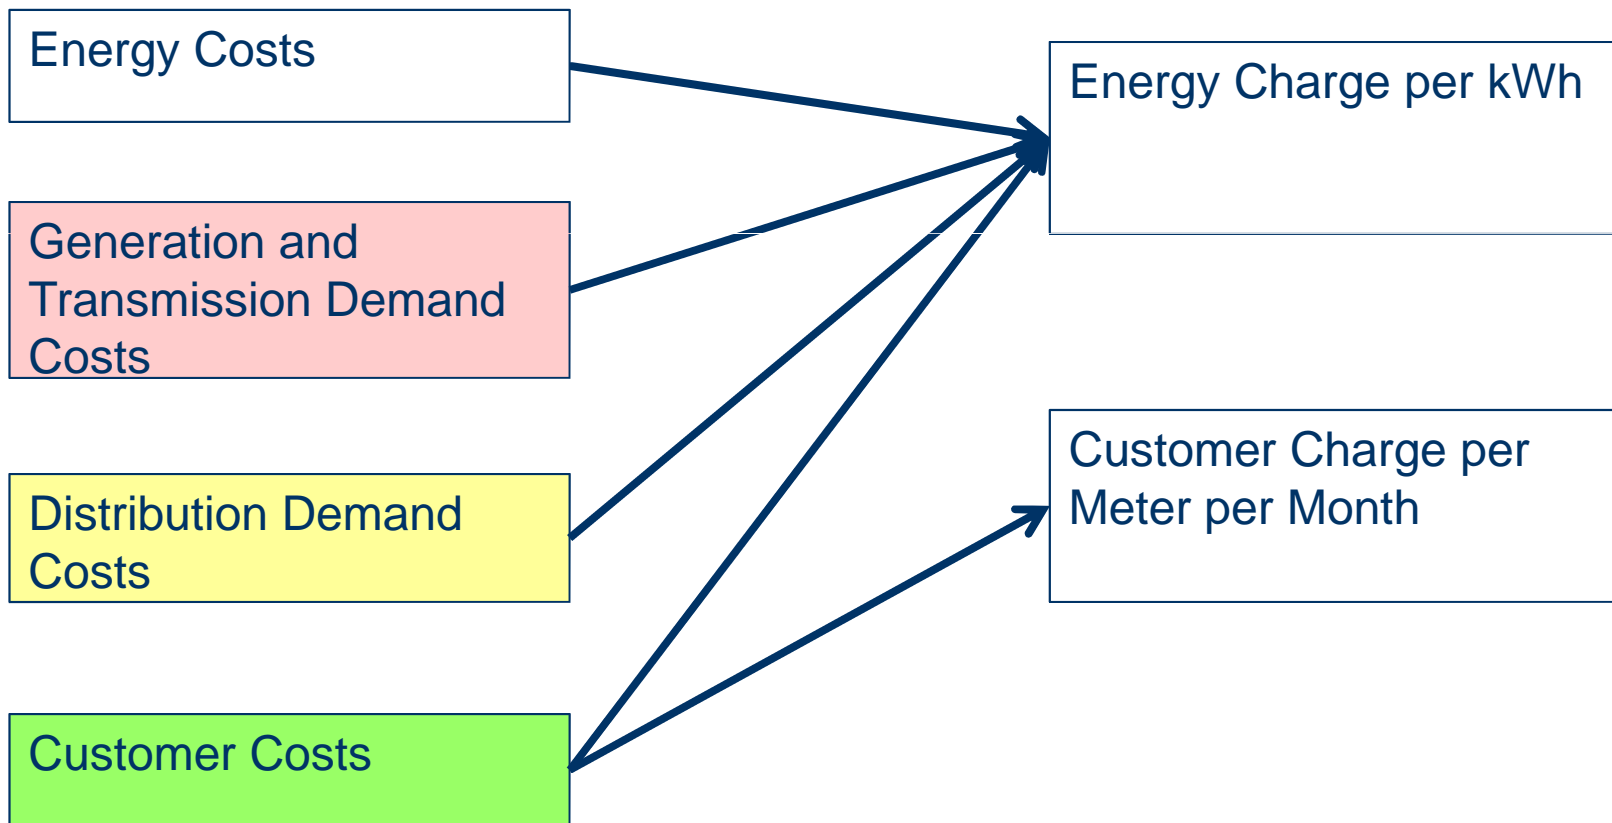 Energy Costs
Generation and
Transmission Demand
Costs
Distribution Demand
Costs
Customer Costs
Energy Charge per kWh
Customer Charge per
Meter per Month